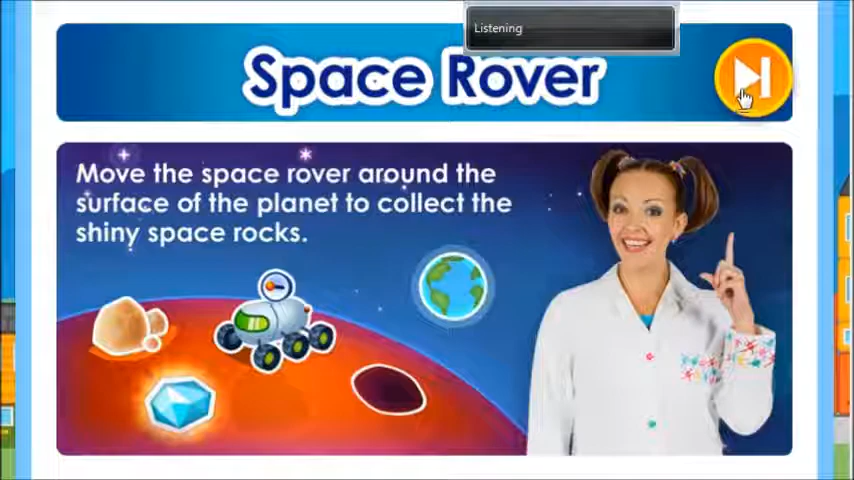 Listening
Space Rover
Move the space rover around the
surface of the planet to collect the
shiny space rocks.